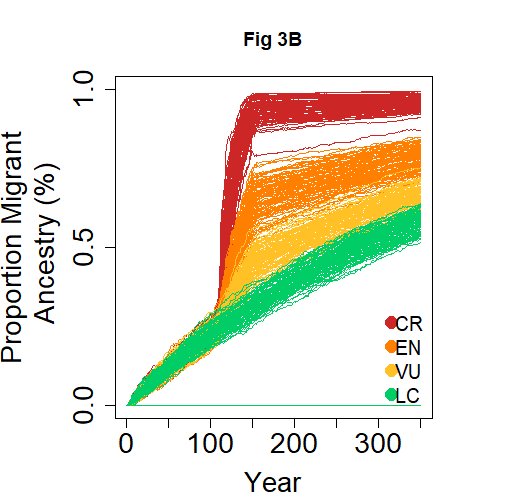 Fig 3B
Proportion Migrant
Ancestry (%)
1.0
0.5
0.0
CR
EN
VU
LC
0
100
200
300
Year